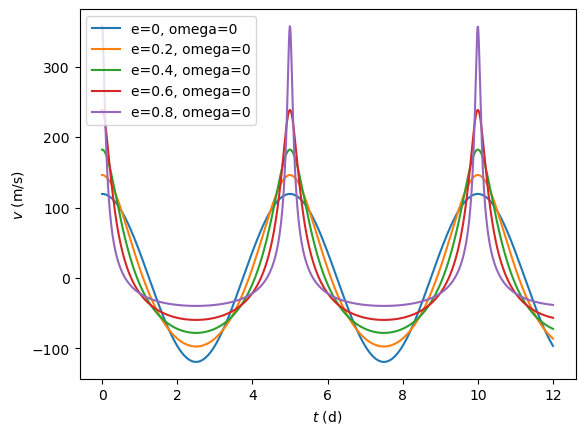 e=0, omega=0
e=0.2, omega=0
e=0.4, omega=0
e=0.6, omega=0
e=0.8, omega=0
300
200
100
0
−100
v (m/s)
0 2 4 6 8 10 12
t (d)